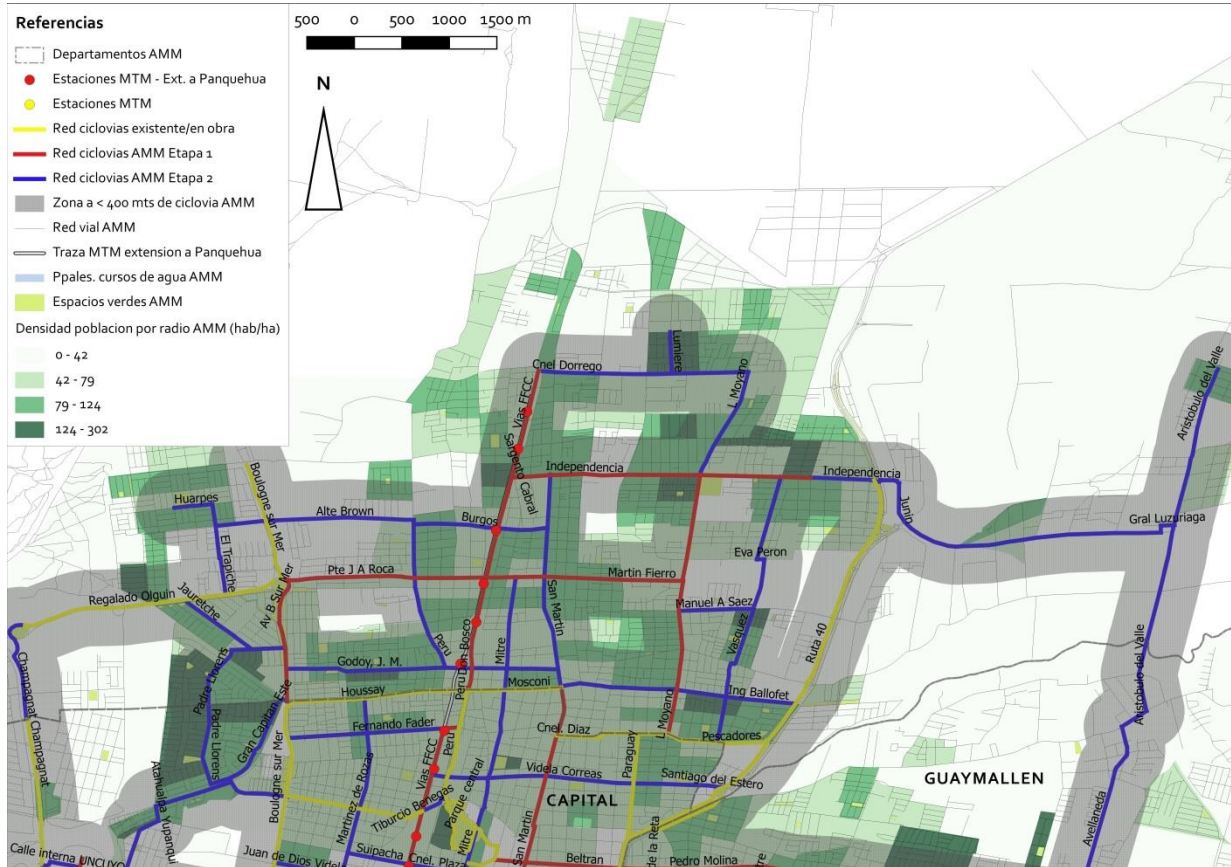 Referencias
Departamentos AMM
Estaciones MTM - Ext. a Panquehua
Estaciones MTM
Red ciclovias existente/en obra
Red ciclovias AMM Etapa 1
Red ciclovias AMM Etapa 2
Zona a < 400 mts de ciclovia AMM
Red vial AMM
Traza MTM extension a Panquehua
Ppales. cursos de agua AMM
Espacios verdes AMM
Densidad poblacion por radio AMM (hab/ha)
0 - 42
42 - 79
79 - 124
124 - 302
500 0 500 1000 1500 m
N
Lumiere
Cnel Dorrego
L Moyano
Aristobulo del Valle
Vias FFCC
Sargento Cabral
Independencia
Independencia
Boulogne sur Mer
Huarpes
Alte Brown
Burgos
Junin
Gral Luzuriaga
El Trapiche
Eva Peron
Pte J A Roca
Martin Fierro
Regalado Olguin
Jauretche
Av B Sur Mer
San Martin
Manuel A Saez
Vasquez
Ruta 40
Peru
Don Bosco
Mitre
Aristobulo del Valle
Champagnat
Champagnat
Padre Llorens
Godoy, J. M.
Peru
Mosconi
Houssay
Ing Ballofet
Gran Capitan Este
Padre Llorens
Fernando Fader
Peru
Cnel. Diaz
L Moyano
Pescadores
Boulogne sur Mer
Vias FFCC
Videla Correas
Paraguay
Santiago del Estero
GUAYMALLEN
Atahualpa Yupanqui
Martinez de Rozas
Tiburcio Benegas
Parque central
CAPITAL
Mitre
San Martin
de la Reta
Avellaneda
Calle interna UNCUYO
Juan de Dios Videla
Suipacha
Cnel. Plaza
Beltran
Pedro Molina